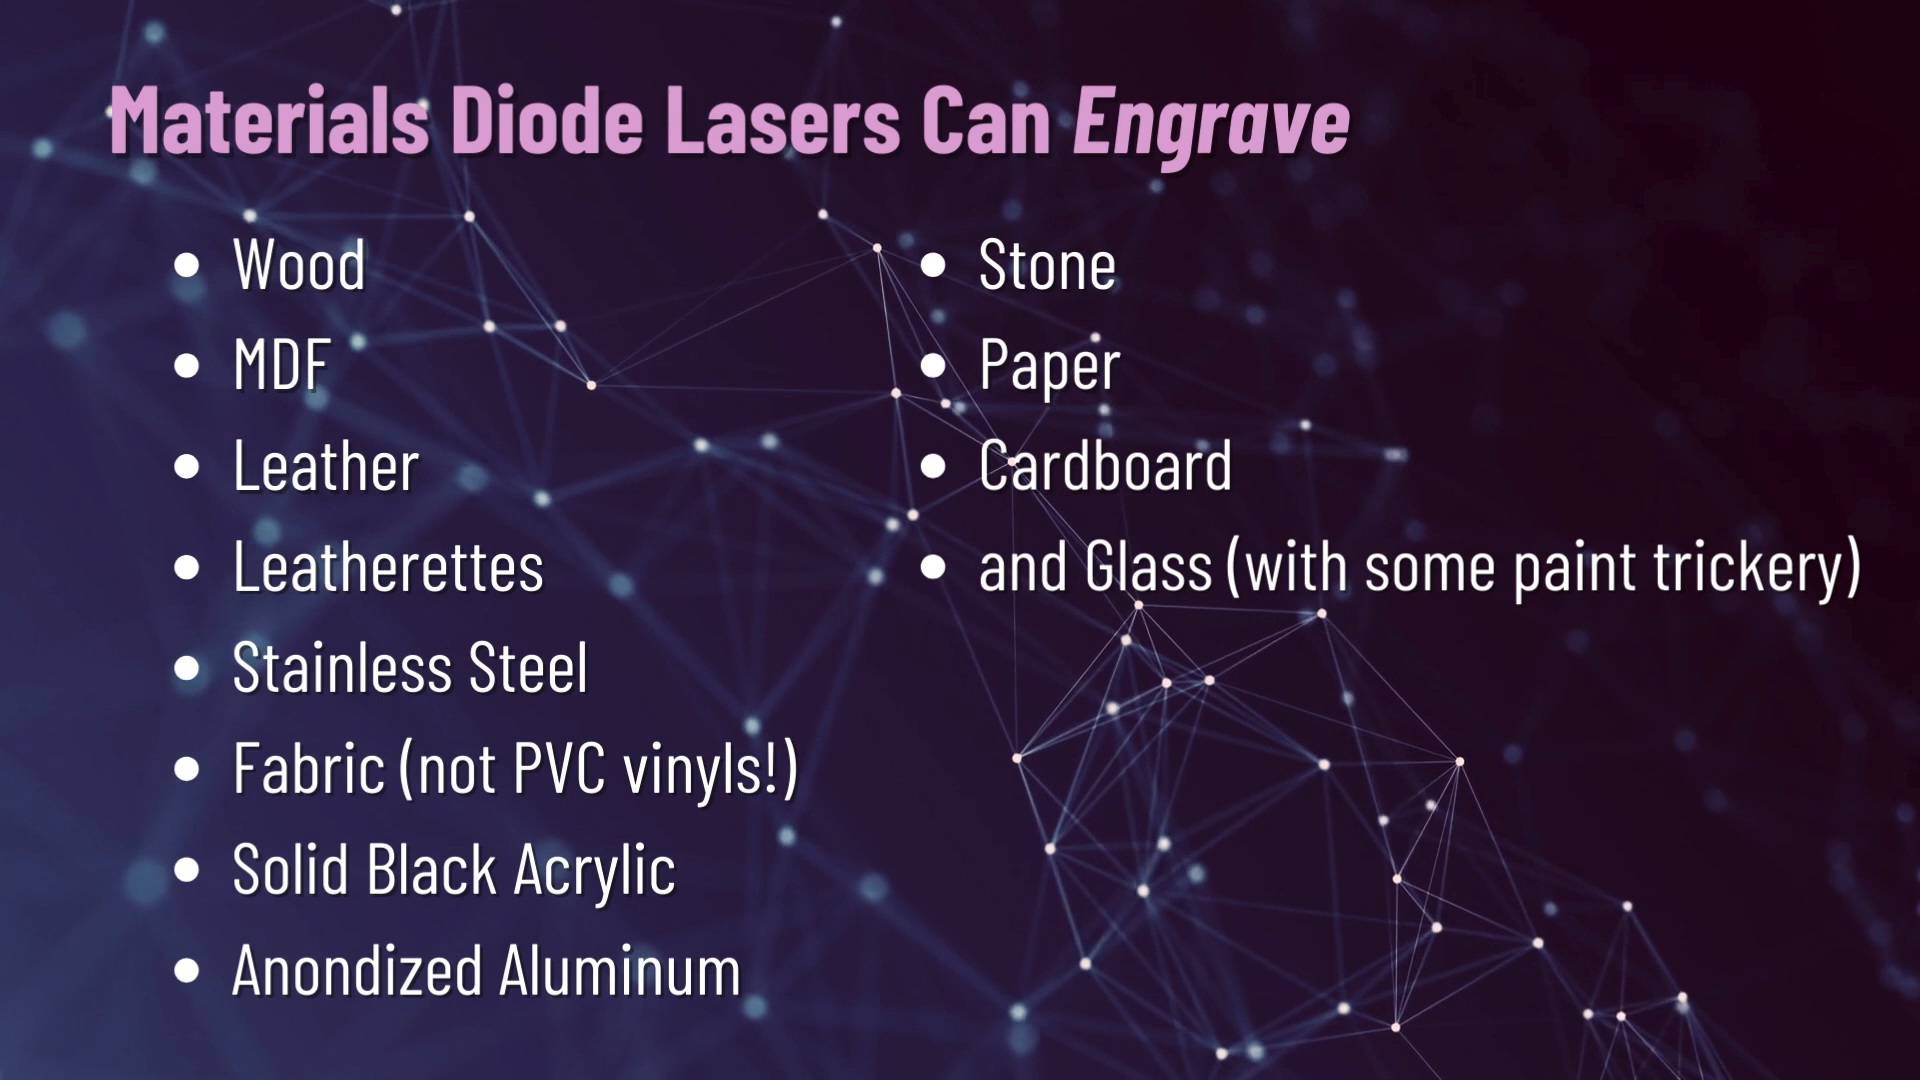 Materials Diode Lasers Can Engrave
• Wood
• MDF
• Leather
• Leatherettes
• Stainless Steel
• Fabric (not PVC vinyls!)
• Solid Black Acrylic
• Anondized Aluminum
• Stone
• Paper
• Cardboard
• and Glass (with some paint trickery)